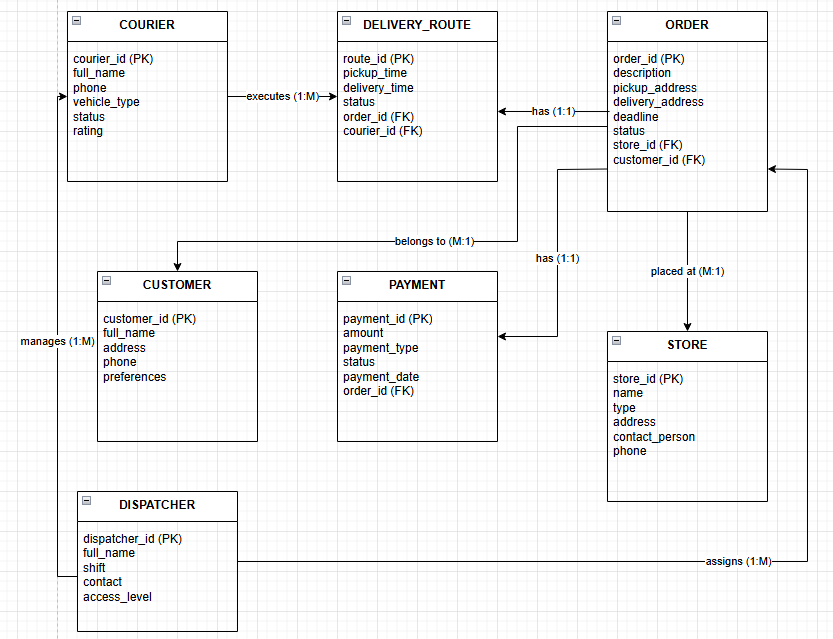 COURIER
courier_id (PK)
full_name
phone
vehicle_type
status
rating
executes (1:M)
DELIVERY_ROUTE
route_id (PK)
pickup_time
delivery_time
status
order_id (FK)
courier_id (FK)
has (1:1)
ORDER
order_id (PK)
description
pickup_address
delivery_address
deadline
status
store_id (FK)
customer_id (FK)
belongs to (M:1)
has (1:1)
placed at (M:1)
manages (1:M)
CUSTOMER
customer_id (PK)
full_name
address
phone
preferences
PAYMENT
payment_id (PK)
amount
payment_type
status
payment_date
order_id (FK)
STORE
store_id (PK)
name
type
address
contact_person
phone
DISPATCHER
dispatcher_id (PK)
full_name
shift
contact
access_level
assigns (1:M)